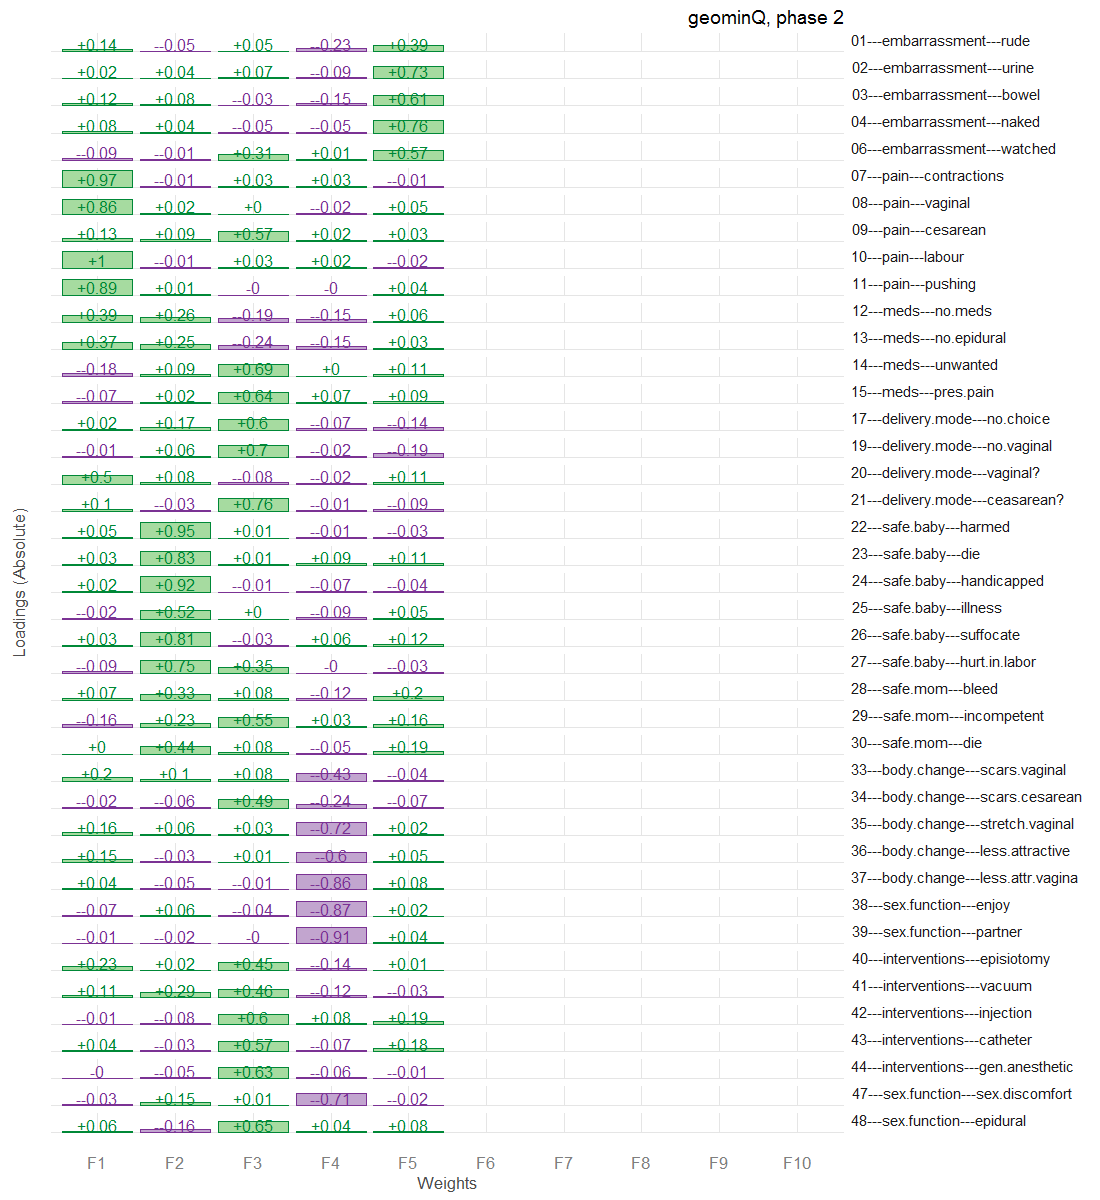 geominQ, phase 2
+0.14 --0.05 +0.05 --0.23 +0.39 01---embarrassment---rude
+0.02 +0.04 +0.07 --0.09 +0.73 02---embarrassment---urine
+0.12 +0.08 --0.03 --0.15 +0.61 03---embarrassment---bowel
+0.08 +0.04 --0.05 --0.05 +0.76 04---embarrassment---naked
--0.09 --0.01 +0.31 +0.01 +0.57 06---embarrassment---watched
+0.97 --0.01 +0.03 +0.03 --0.01 07---pain---contractions
+0.86 +0.02 +0 --0.02 +0.05 08---pain---vaginal
+0.13 +0.09 +0.57 +0.02 +0.03 09---pain---cesarean
+1 --0.01 +0.03 +0.02 --0.02 10---pain---labour
+0.89 +0.01 -0 -0 +0.04 11---pain---pushing
+0.39 +0.26 --0.19 --0.15 +0.06 12---meds---no.meds
+0.37 +0.25 --0.24 --0.15 +0.03 13---meds---no.epidural
--0.18 +0.09 +0.69 +0 +0.11 14---meds---unwanted
--0.07 +0.02 +0.64 +0.07 +0.09 15---meds---pres.pain
+0.02 +0.17 +0.6 --0.07 --0.14 17---delivery.mode---no.choice
--0.01 +0.06 +0.7 --0.02 --0.19 19---delivery.mode---no.vaginal
+0.5 +0.08 --0.08 --0.02 +0.11 20---delivery.mode---vaginal?
+0.1 --0.03 +0.76 --0.01 --0.09 21---delivery.mode---ceasarean?
+0.05 +0.95 +0.01 --0.01 --0.03 22---safe.baby---harmed
+0.03 +0.83 +0.01 +0.09 +0.11 23---safe.baby---die
+0.02 +0.92 --0.01 --0.07 --0.04 24---safe.baby---handicapped
--0.02 +0.52 +0 --0.09 +0.05 25---safe.baby---illness
+0.03 +0.81 --0.03 +0.06 +0.12 26---safe.baby---suffocate
--0.09 +0.75 +0.35 -0 --0.03 27---safe.baby---hurt.in.labor
+0.07 +0.33 +0.08 --0.12 +0.2 28---safe.mom---bleed
--0.16 +0.23 +0.55 +0.03 +0.16 29---safe.mom---incompetent
+0 +0.44 +0.08 --0.05 +0.19 30---safe.mom---die
+0.2 +0.1 +0.08 --0.43 --0.04 33---body.change---scars.vaginal
--0.02 --0.06 +0.49 --0.24 --0.07 34---body.change---scars.cesarean
+0.16 +0.06 +0.03 --0.72 +0.02 35---body.change---stretch.vaginal
+0.15 --0.03 +0.01 --0.6 +0.05 36---body.change---less.attractive
+0.04 --0.05 --0.01 --0.86 +0.08 37---body.change---less.attr.vagina
--0.07 +0.06 --0.04 --0.87 +0.02 38---sex.function---enjoy
--0.01 --0.02 -0 --0.91 +0.04 39---sex.function---partner
+0.23 +0.02 +0.45 --0.14 +0.01 40---interventions---episiotomy
+0.11 +0.29 +0.46 --0.12 --0.03 41---interventions---vacuum
--0.01 --0.08 +0.6 +0.08 +0.19 42---interventions---injection
+0.04 --0.03 +0.57 --0.07 +0.18 43---interventions---catheter
-0 --0.05 +0.63 --0.06 --0.01 44---interventions---gen.anesthetic
--0.03 +0.15 +0.01 --0.71 --0.02 47---sex.function---sex.discomfort
+0.06 --0.16 +0.65 +0.04 +0.08 48---sex.function---epidural
Loadings (Absolute)
F1 F2 F3 F4 F5 F6 F7 F8 F9 F10
Weights